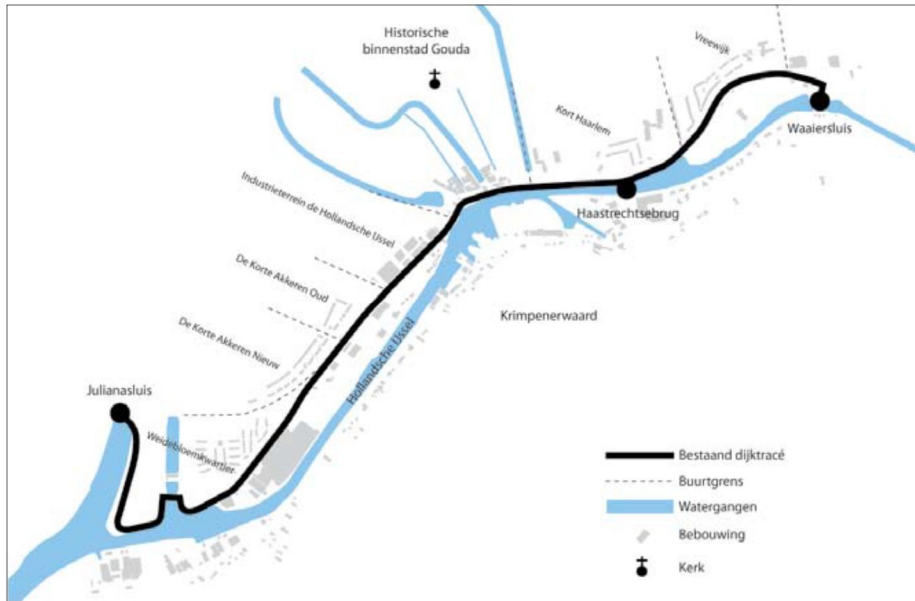 Historische
binnenstad Gouda
Vreewijk
Kort Haarlem
Waaiersluis
Haastrechtsebrug
Industrieterrein de Hollandsche IJssel
De Korte Akkeren Oud
De Korte Akkeren Nieuw
Krimpenerwaard
Hollandsche IJssel
Julianasluis
Weidebloemkwartier
Bestaand dijktracé
Buurtgrens
Watergangen
Bebouwing
Kerk